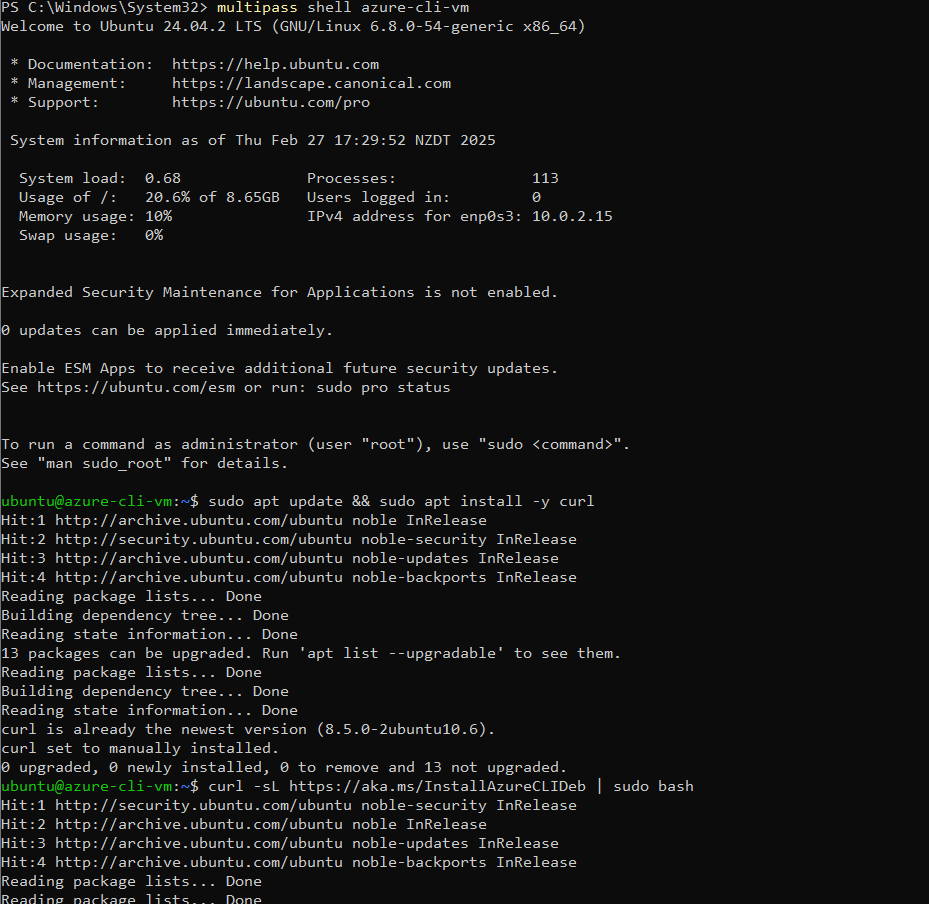 PS C:\Windows\System32> multipass shell azure-cli-vm
Welcome to Ubuntu 24.04.2 LTS (GNU/Linux 6.8.0-54-generic x86_64)
* Documentation: https://help.ubuntu.com
* Management: https://landscape.canonical.com
* Support: https://ubuntu.com/pro
System information as of Thu Feb 27 17:29:52 NZDT 2025
System load: 0.68 Processes: 113
Usage of /: 20.6% of 8.65GB Users logged in: 0
Memory usage: 10% IPv4 address for enp0s3: 10.0.2.15
Swap usage: 0%
Expanded Security Maintenance for Applications is not enabled.
0 updates can be applied immediately.
Enable ESM Apps to receive additional future security updates.
See https://ubuntu.com/esm or run: sudo pro status
To run a command as administrator (user "root"), use "sudo <command>".
See "man sudo_root" for details.
ubuntu@azure-cli-vm:~$ sudo apt update && sudo apt install -y curl
Hit:1 http://archive.ubuntu.com/ubuntu noble InRelease
Hit:2 http://security.ubuntu.com/ubuntu noble-security InRelease
Hit:3 http://archive.ubuntu.com/ubuntu noble-updates InRelease
Hit:4 http://archive.ubuntu.com/ubuntu noble-backports InRelease
Reading package lists... Done
Building dependency tree... Done
Reading state information... Done
13 packages can be upgraded. Run 'apt list --upgradable' to see them.
Reading package lists... Done
Building dependency tree... Done
Reading state information... Done
curl is already the newest version (8.5.0-2ubuntu10.6).
curl set to manually installed.
0 upgraded, 0 newly installed, 0 to remove and 13 not upgraded.
ubuntu@azure-cli-vm:~$ curl -sL https://aka.ms/InstallAzureCLIDeb | sudo bash
Hit:1 http://security.ubuntu.com/ubuntu noble-security InRelease
Hit:2 http://archive.ubuntu.com/ubuntu noble InRelease
Hit:3 http://archive.ubuntu.com/ubuntu noble-updates InRelease
Hit:4 http://archive.ubuntu.com/ubuntu noble-backports InRelease
Reading package lists... Done
Reading package lists... Done